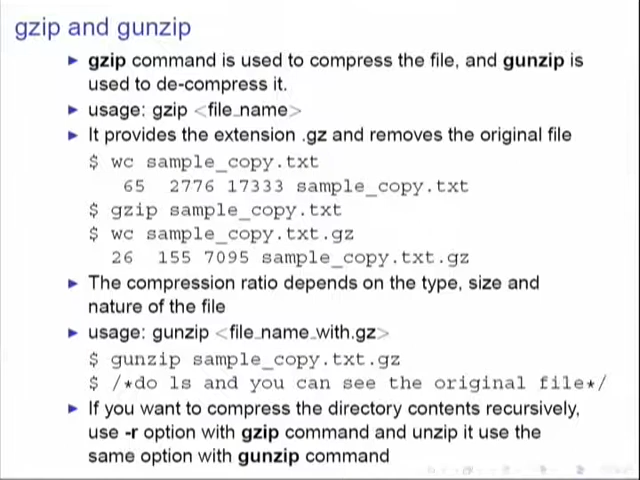 gzip and gunzip
▶ gzip command is used to compress the file, and gunzip is
used to de-compress it.
▶ usage: gzip <file_name>
▶ It provides the extension .gz and removes the original file
$ wc sample_copy.txt
65 2776 17333 sample_copy.txt
$ gzip sample_copy.txt
$ wc sample_copy.txt.gz
26 155 7095 sample_copy.txt.gz
▶ The compression ratio depends on the type, size and
nature of the file
▶ usage: gunzip <file_name_with.gz>
$ gunzip sample_copy.txt.gz
$ /*do ls and you can see the original file*/
▶ If you want to compress the directory contents recursively,
use -r option with gzip command and unzip it use the
same option with gunzip command